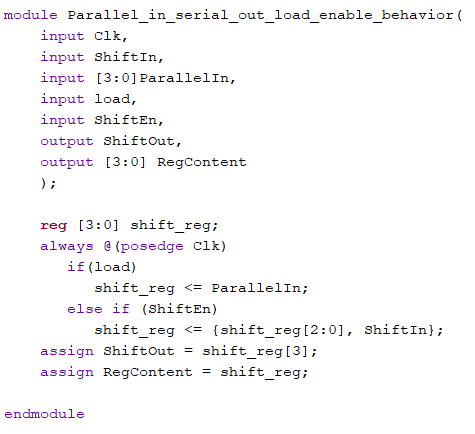 module Parallel_in_serial_out_load_enable_behavior(
    input Clk,
    input ShiftIn,
    input [3:0]ParallelIn,
    input load,
    input ShiftEn,
    output ShiftOut,
    output [3:0] RegContent
    );

    reg [3:0] shift_reg;
    always @(posedge Clk)
       if(load)
          shift_reg <= ParallelIn;
       else if (ShiftEn)
          shift_reg <= {shift_reg[2:0], ShiftIn};
    assign ShiftOut = shift_reg[3];
    assign RegContent = shift_reg;

endmodule